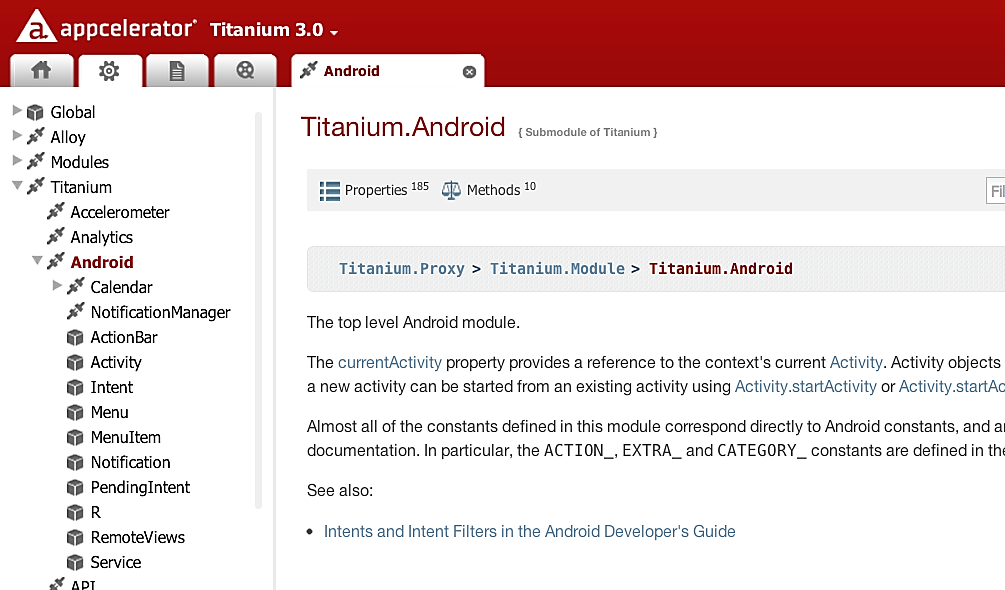 appcelerator Titanium 3.0
Android
Global
Alloy
Modules
Titanium
Accelerometer
Analytics
Android
Calendar
NotificationManager
ActionBar
Activity
Intent
Menu
MenuItem
Notification
PendingIntent
R
RemoteViews
Service
API
Titanium.Android { Submodule of Titanium }
Properties 185 Methods 10 Fil
Titanium.Proxy > Titanium.Module > Titanium.Android
The top level Android module.
The currentActivity property provides a reference to the context's current Activity. Activity objects
a new activity can be started from an existing activity using Activity.startActivity or Activity.startAc
Almost all of the constants defined in this module correspond directly to Android constants, and a
documentation. In particular, the ACTION_, EXTRA_ and CATEGORY_ constants are defined in the
See also:
• Intents and Intent Filters in the Android Developer's Guide